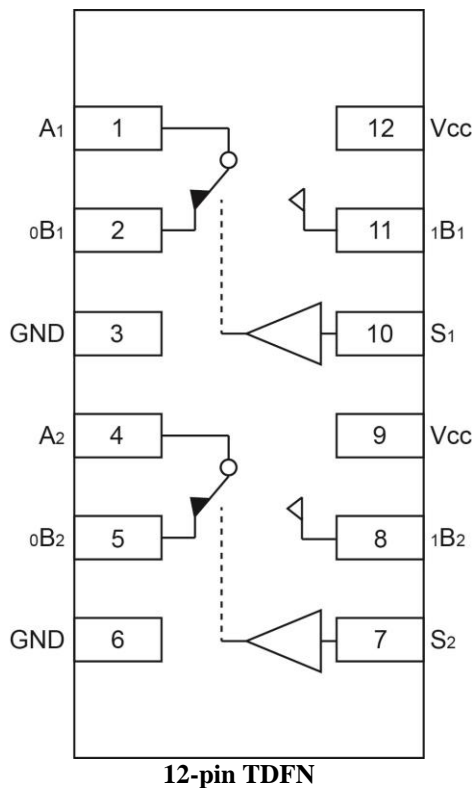 A1 1 12 Vcc
0B1 2 11 1B1
GND 3 10 S1
A2 4 9 Vcc
0B2 5 8 1B2
GND 6 7 S2
12-pin TDFN